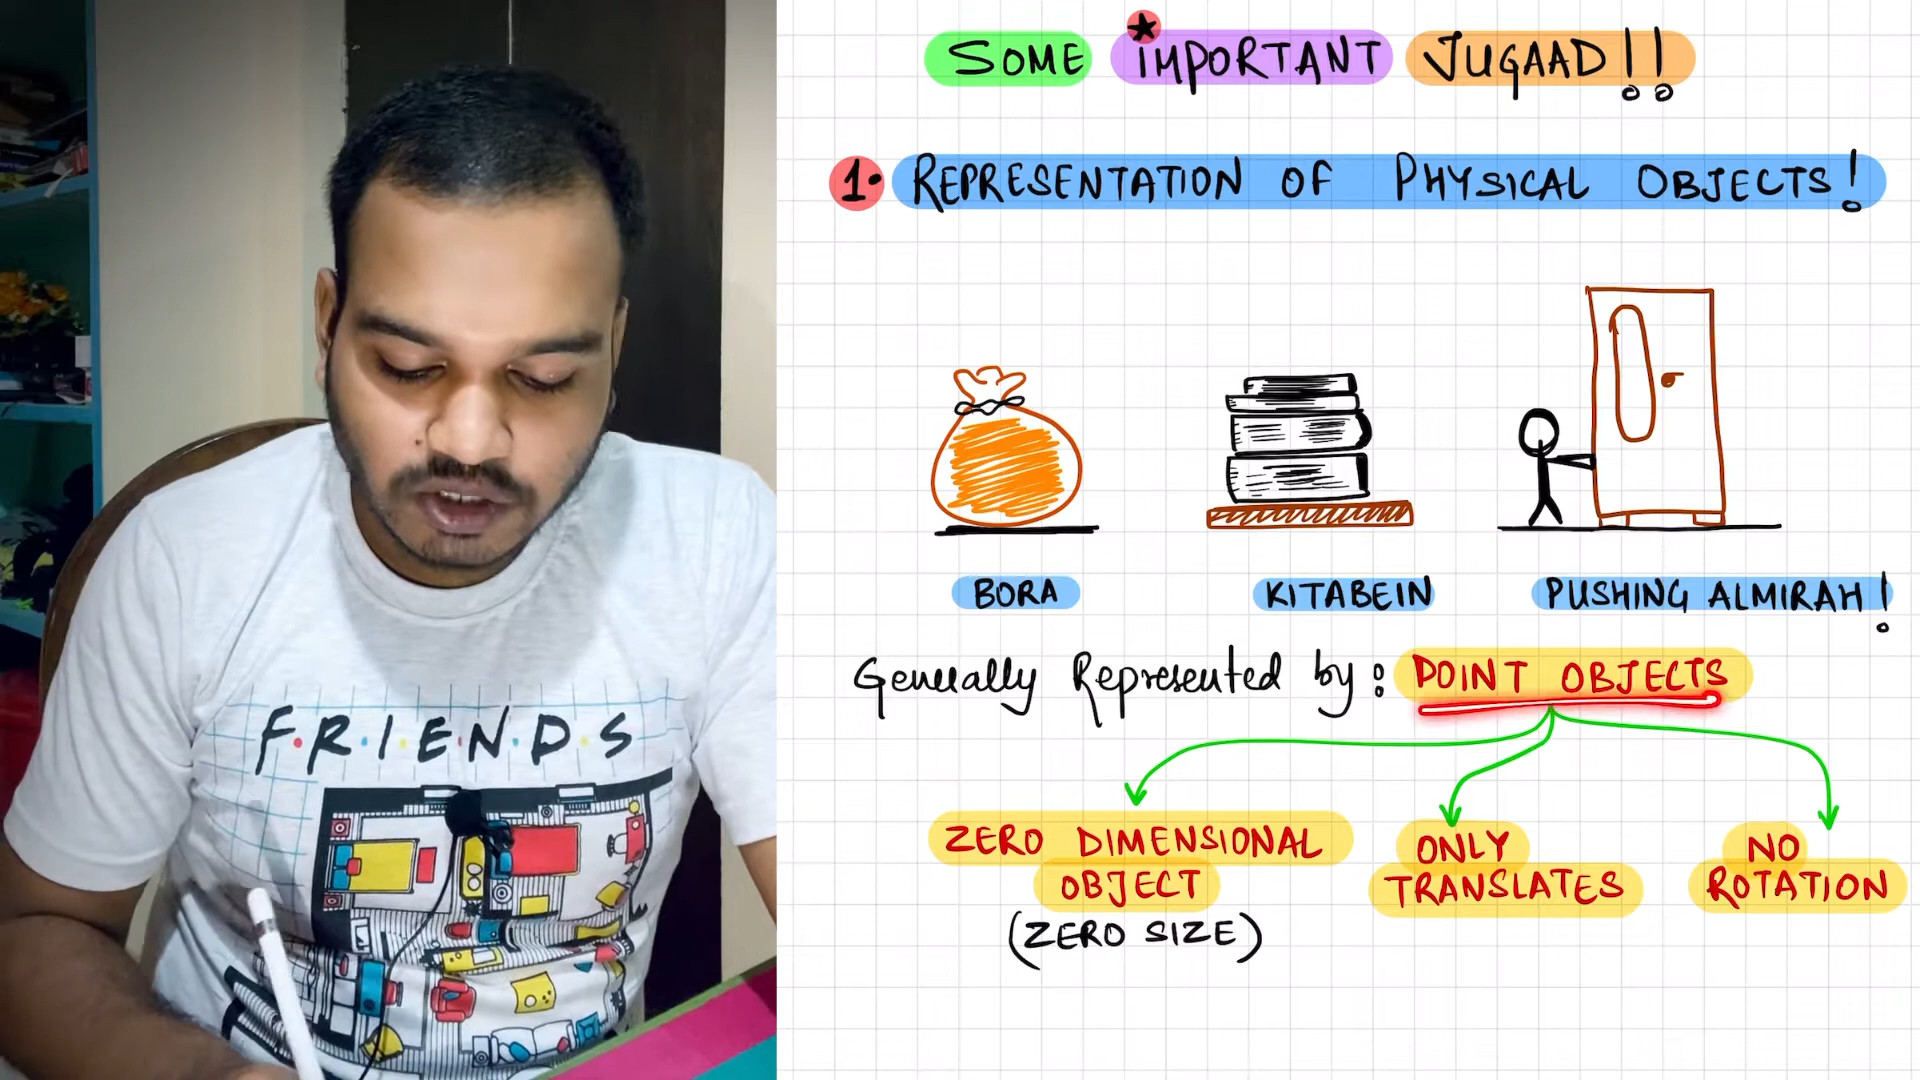 SOME IMPORTANT JUGAAD!!
1. REPRESENTATION OF PHYSICAL OBJECTS!
BORA KITABEIN PUSHING ALMIRAH!
Generally Represented by: POINT OBJECTS
ZERO DIMENSIONAL OBJECT
(ZERO SIZE)
ONLY
TRANSLATES
NO
ROTATION
F.R.I.E.N.D.S